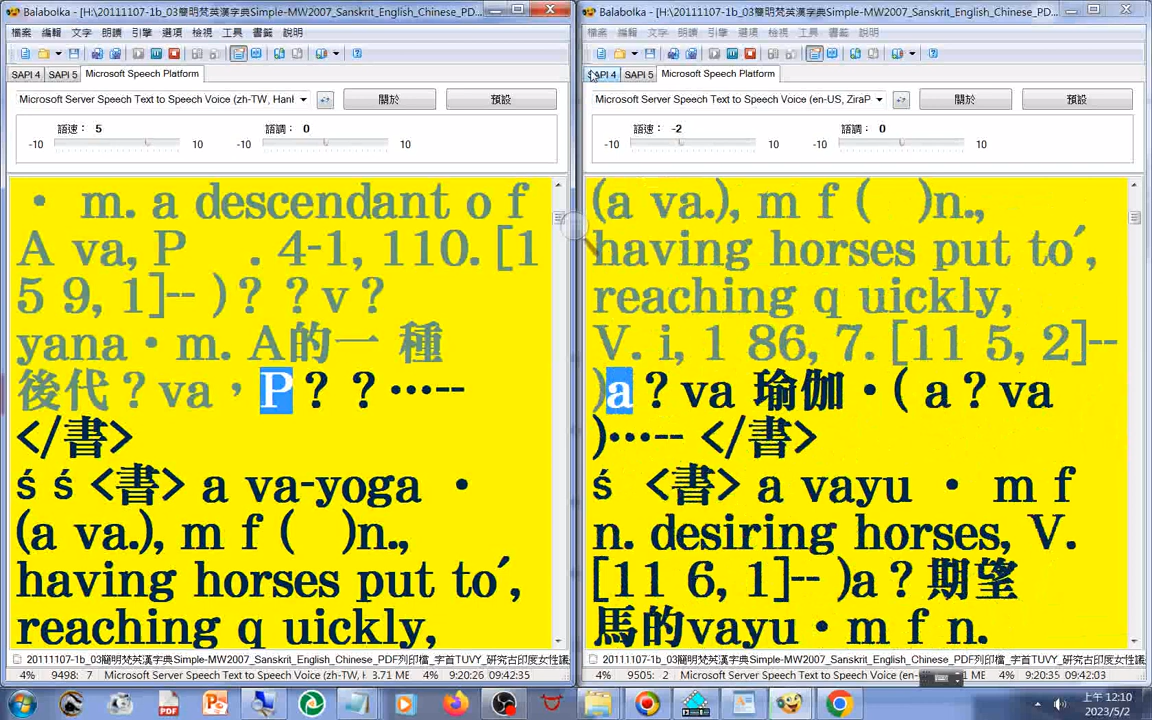 Balabolka - [H:\20111107-1b_03簡明梵英漢字典Simple-MW2007_Sanskrit_English_Chinese_PD...
檔案 編輯 文字 朗讀 引擎 選項 檢視 工具 書籤 說明
SAPI 4 SAPI 5 Microsoft Speech Platform
Microsoft Server Speech Text to Speech Voice (zh-TW, Hanl
關於 預設
語速： 5 語調： 0
-10 10 -10 10
• m. a descendant o f
A va, P . 4-1, 110. [1
5 9, 1]-- )? ? v ?
yana • m. A的一 種
後代 ? va , P ? ? …--
</書>
ś ś <書> a va-yoga •
(a va.), m f ( )n.,
having horses put to´,
reaching q uickly,
20111107-1b_03簡明梵英漢字典Simple-MW2007_Sanskrit_English_Chinese_PDF列印檔_字首TUVY_研究古印度女性議
4% 9498: 7 Microsoft Server Speech Text to Speech Voice (zh-TW, H 3.71 ME 4% 9:20:26 09:42:35
Balabolka - [H:\20111107-1b_03簡明梵英漢字典Simple-MW2007_Sanskrit_English_Chinese_PD...
檔案 編輯 文字 朗讀 引擎 選項 檢視 工具 書籤 說明
SAPI 4 SAPI 5 Microsoft Speech Platform
Microsoft Server Speech Text to Speech Voice (en-US, ZiraP
關於 預設
語速： -2 語調： 0
-10 10 -10 10
(a va.), m f ( )n.,
having horses put to´,
reaching q uickly,
V. i, 1 86, 7. [11 5, 2]--
)a ? va 瑜伽 • ( a ? va
)…-- </書>
ś <書> a vayu • m f
n. desiring horses, V.
[11 6, 1]-- )a ? 期望
馬的vayu • m f n.
20111107-1b_03簡明梵英漢字典Simple-MW2007_Sanskrit_English_Chinese_PDF列印檔_字首TUVY_研究古印度女性議
4% 9505: 2 Microsoft Server Speech Text to Speech Voice (en-US, 4% 9:20:35 09:42:03
上午 12:10
2023/5/2